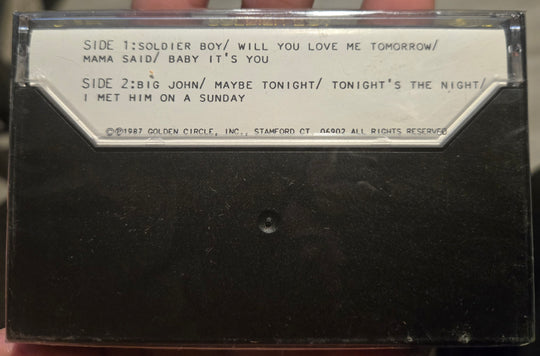 SIDE 1:SOLDIER BOY/ WILL YOU LOVE ME TOMORROW/
MAMA SAID/ BABY IT'S YOU
SIDE 2:BIG JOHN/ MAYBE TONIGHT/ TONIGHT'S THE NIGHT/
I MET HIM ON A SUNDAY
©℗1987 GOLDEN CIRCLE, INC., STAMFORD CT. 06902 ALL RIGHTS RESERVED